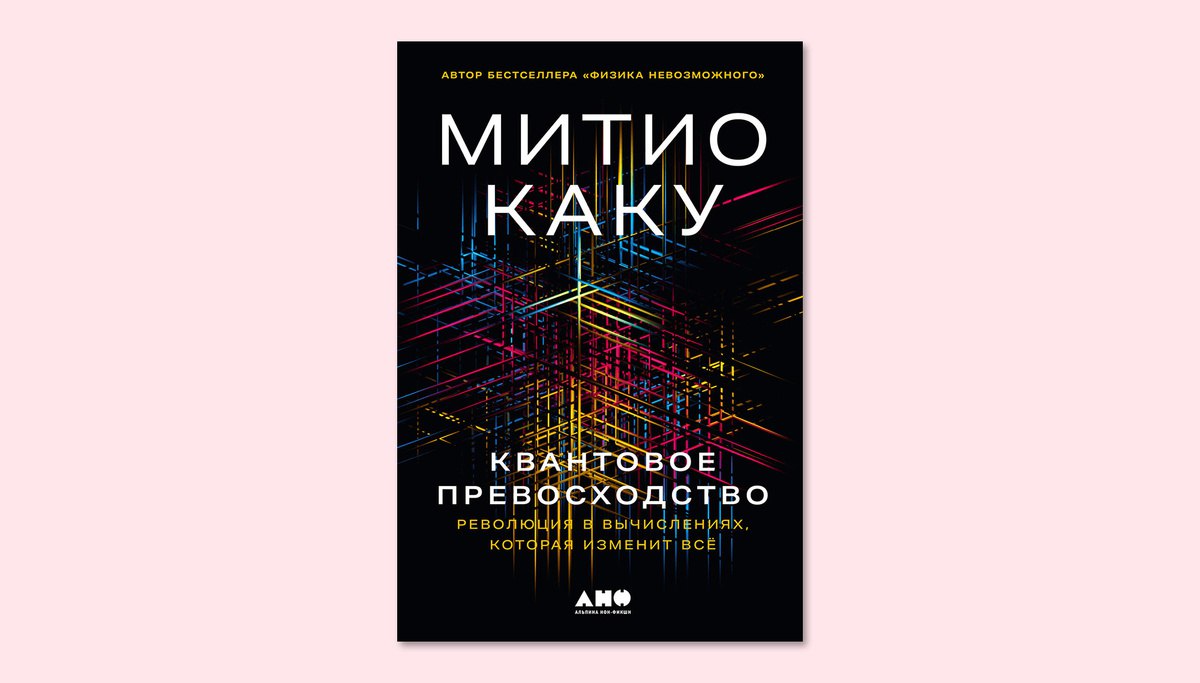 АВТОР БЕСТСЕЛЛЕРА «ФИЗИКА НЕВОЗМОЖНОГО»
МИТИО
КАКУ
КВАНТОВОЕ
ПРЕВОСХОДСТВО
РЕВОЛЮЦИЯ В ВЫЧИСЛЕНИЯХ,
КОТОРАЯ ИЗМЕНИТ ВСЁ
АНФ
АЛЬПИНА НОН-ФИКШН